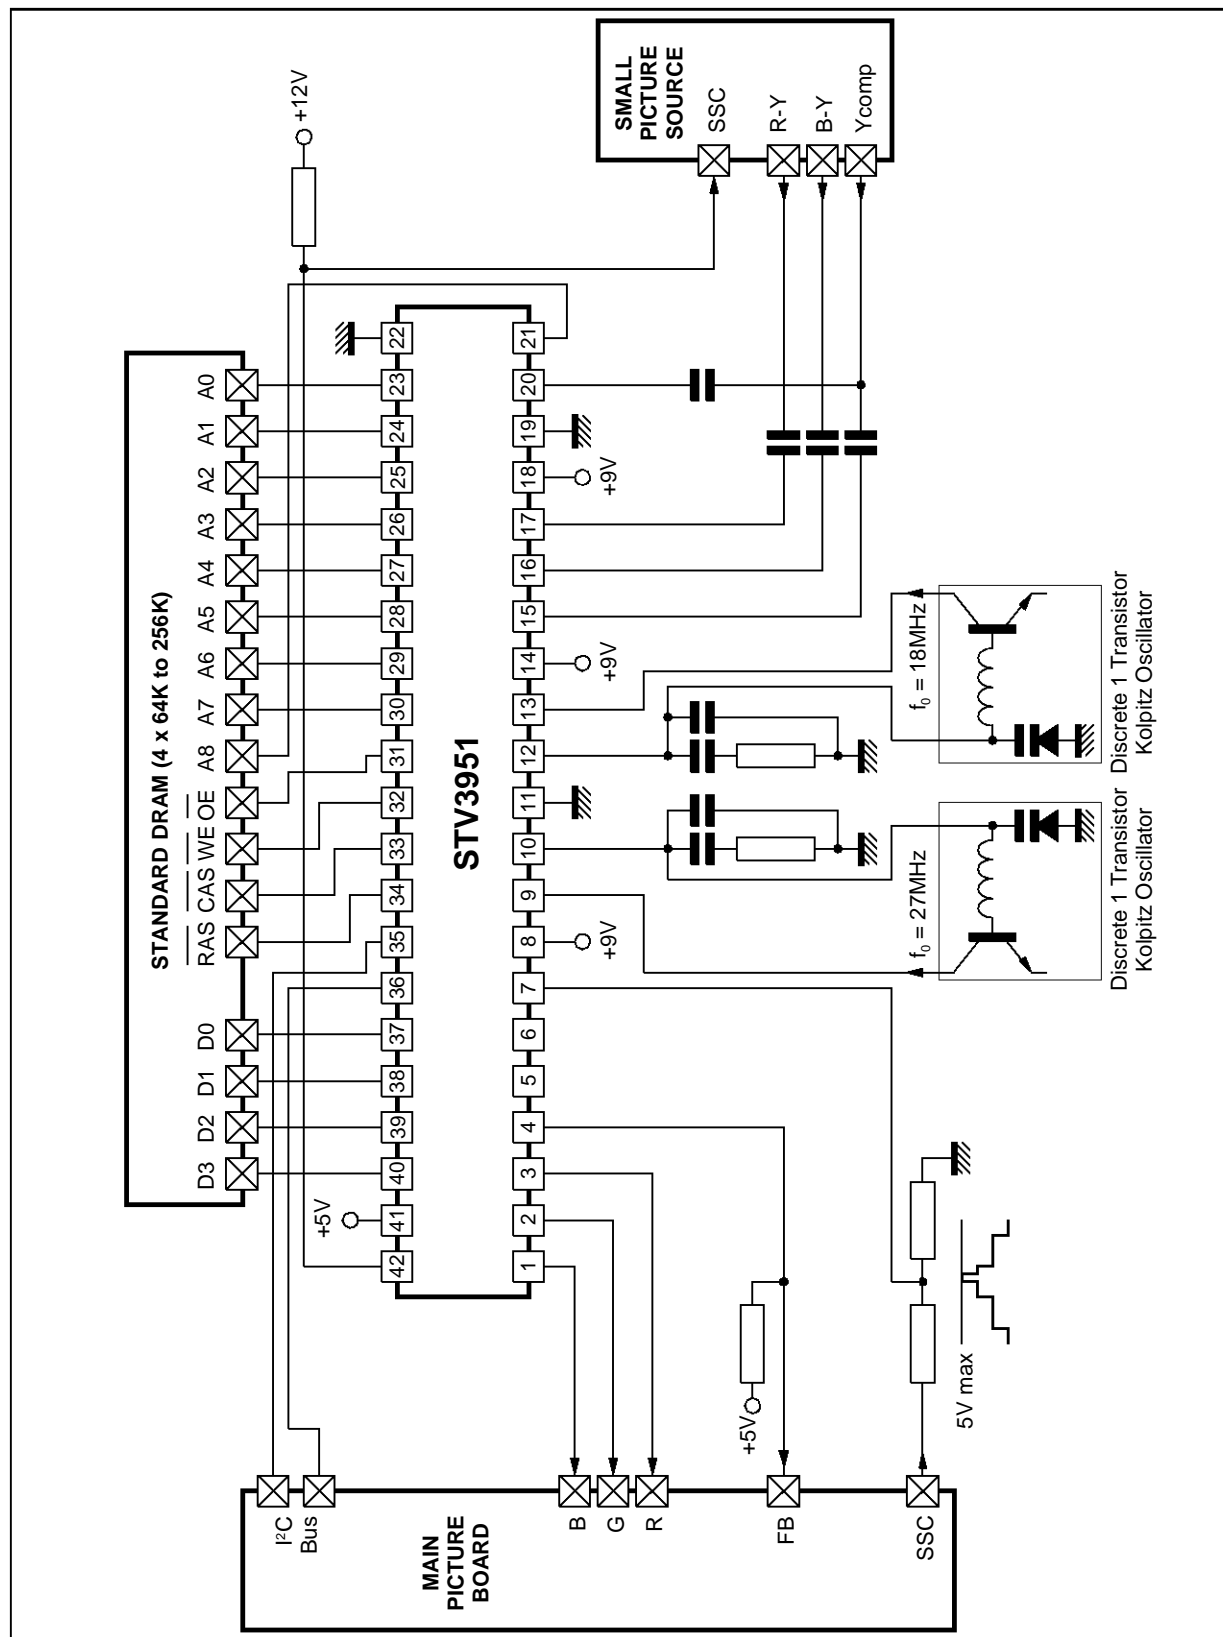 STANDARD DRAM (4 x 64K to 256K)
D3
D2
D1
D0
RAS
CAS
WE
OE
A8
A7
A6
A5
A4
A3
A2
A1
A0
+12V
+5V
42
41
40
39
38
37
36
35
34
33
32
31
30
29
28
27
26
25
24
23
22
STV3951
1
2
3
4
5
6
7
8
9
10
11
12
13
14
15
16
17
18
19
20
21
+9V
+9V
+9V
MAIN
PICTURE
BOARD
I²C
Bus
B
G
R
FB
SSC
+5V
5V max
f₀ = 27MHz
Discrete 1 Transistor
Kolpitz Oscillator
f₀ = 18MHz
Discrete 1 Transistor
Kolpitz Oscillator
SMALL
PICTURE
SOURCE
SSC
R-Y
B-Y
Ycomp